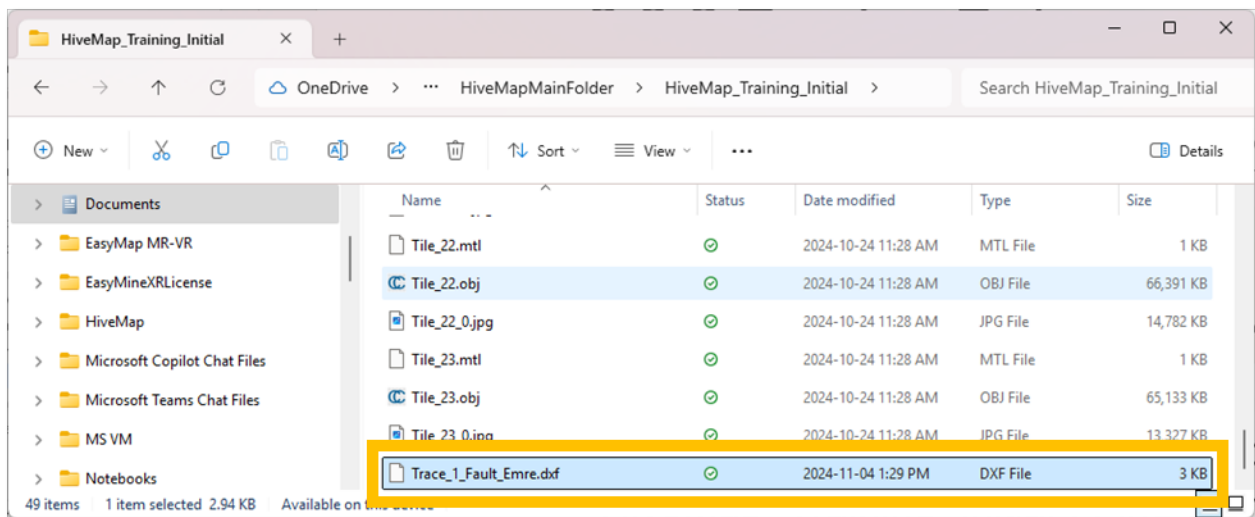 HiveMap_Training_Initial
OneDrive > ... HiveMapMainFolder > HiveMap_Training_Initial >
Search HiveMap_Training_Initial
New
Sort
View
...
Details
Name Status Date modified Type Size
Documents
EasyMap MR-VR
EasyMineXRLicense
HiveMap
Microsoft Copilot Chat Files
Microsoft Teams Chat Files
MS VM
Notebooks
Tile_22.mtl 2024-10-24 11:28 AM MTL File 1 KB
Tile_22.obj 2024-10-24 11:28 AM OBJ File 66,391 KB
Tile_22_0.jpg 2024-10-24 11:28 AM JPG File 14,782 KB
Tile_23.mtl 2024-10-24 11:28 AM MTL File 1 KB
Tile_23.obj 2024-10-24 11:28 AM OBJ File 65,133 KB
Tile_23_0.jpg 2024-10-24 11:28 AM JPG File 13,327 KB
Trace_1_Fault_Emre.dxf 2024-11-04 1:29 PM DXF File 3 KB
49 items 1 item selected 2.94 KB Available on this device